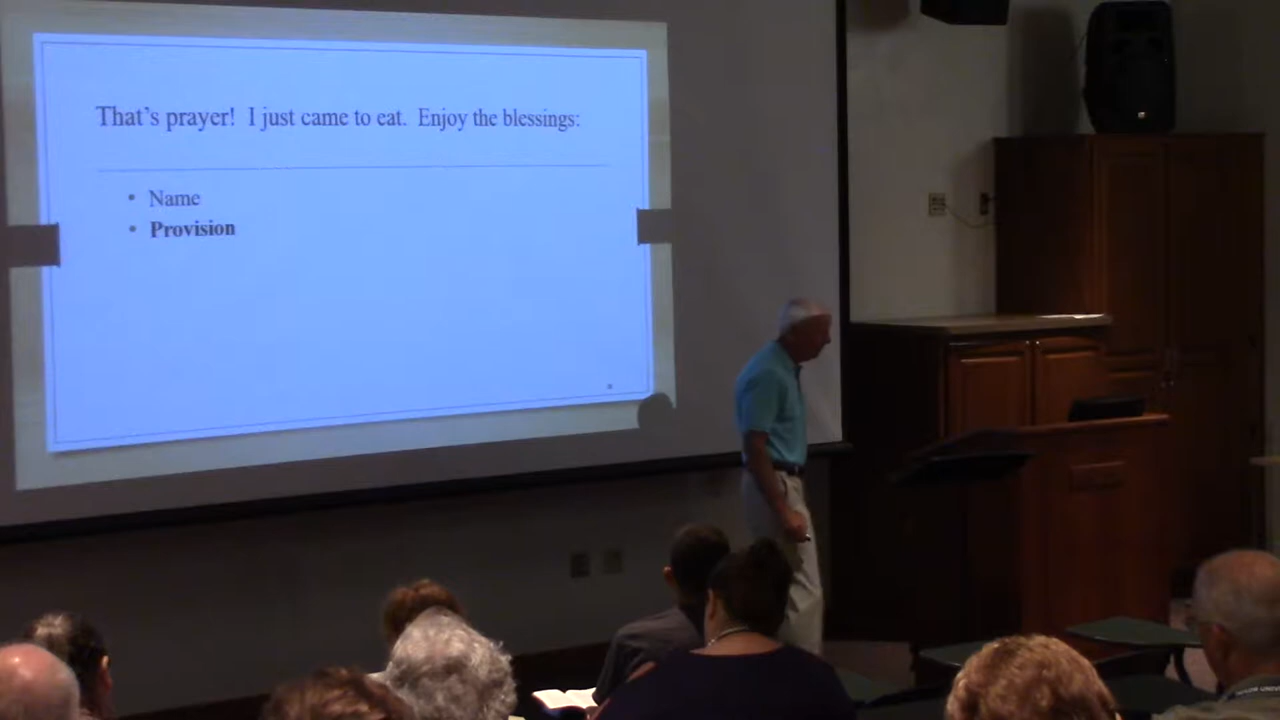 That's prayer!  I just came to eat.  Enjoy the blessings:
• Name
• Provision